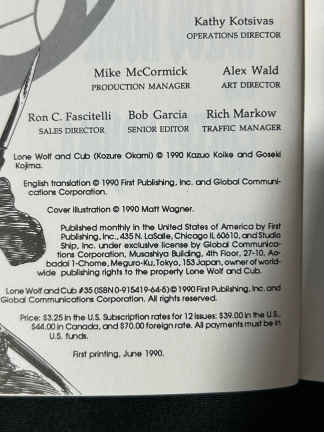 Kathy Kotsivas
OPERATIONS DIRECTOR
Mike McCormick Alex Wald
PRODUCTION MANAGER ART DIRECTOR
Ron C. Fascitelli Bob Garcia Rich Markow
SALES DIRECTOR SENIOR EDITOR TRAFFIC MANAGER
Lone Wolf and Cub (Kozure Okami) © 1990 Kazuo Koike and Goseki
Kojima.
English translation © 1990 First Publishing, Inc. and Global Communi-
cations Corporation.
Cover illustration © 1990 Matt Wagner.
Published monthly in the United States of America by First
Publishing, Inc., 435 N. LaSalle, Chicago IL 60610, and Studio
Ship, Inc. under exclusive license by Global Communica-
tions Corporation, Musashiya Building, 4th Floor, 27-10, Ao-
badai 1-Chome, Meguro-Ku, Tokyo, 153 Japan, owner of world-
wide publishing rights to the property Lone Wolf and Cub.
Lone Wolf and Cub #35 (ISBN 0-915419-64-5) © 1990 First Publishing, Inc. and
Global Communications Corporation. All rights reserved.
Price: $3.25 in the U.S. Subscription rates for 12 issues: $39.00 in the U.S.,
$44.00 in Canada, and $70.00 foreign rate. All payments must be in
U.S. funds.
First printing, June 1990.